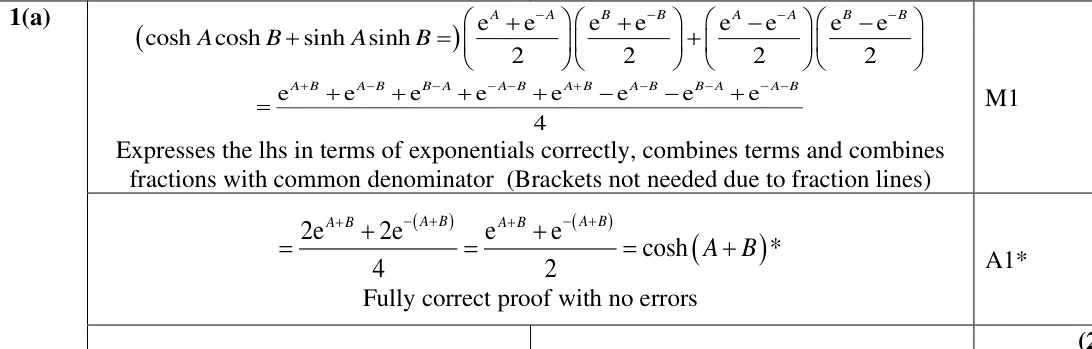 1(a)
(cosh A cosh B + sinh A sinh B =) ((e^A + e^{-A})/2)((e^B + e^{-B})/2) + ((e^A − e^{-A})/2)((e^B − e^{-B})/2)
= (e^{A+B} + e^{A−B} + e^{B−A} + e^{−A−B} + e^{A+B} − e^{A−B} − e^{B−A} + e^{−A−B})/4
M1
Expresses the lhs in terms of exponentials correctly, combines terms and combines
fractions with common denominator (Brackets not needed due to fraction lines)
= (2e^{A+B} + 2e^{−(A+B)})/4 = (e^{A+B} + e^{−(A+B)})/2 = cosh(A + B)*
A1*
Fully correct proof with no errors